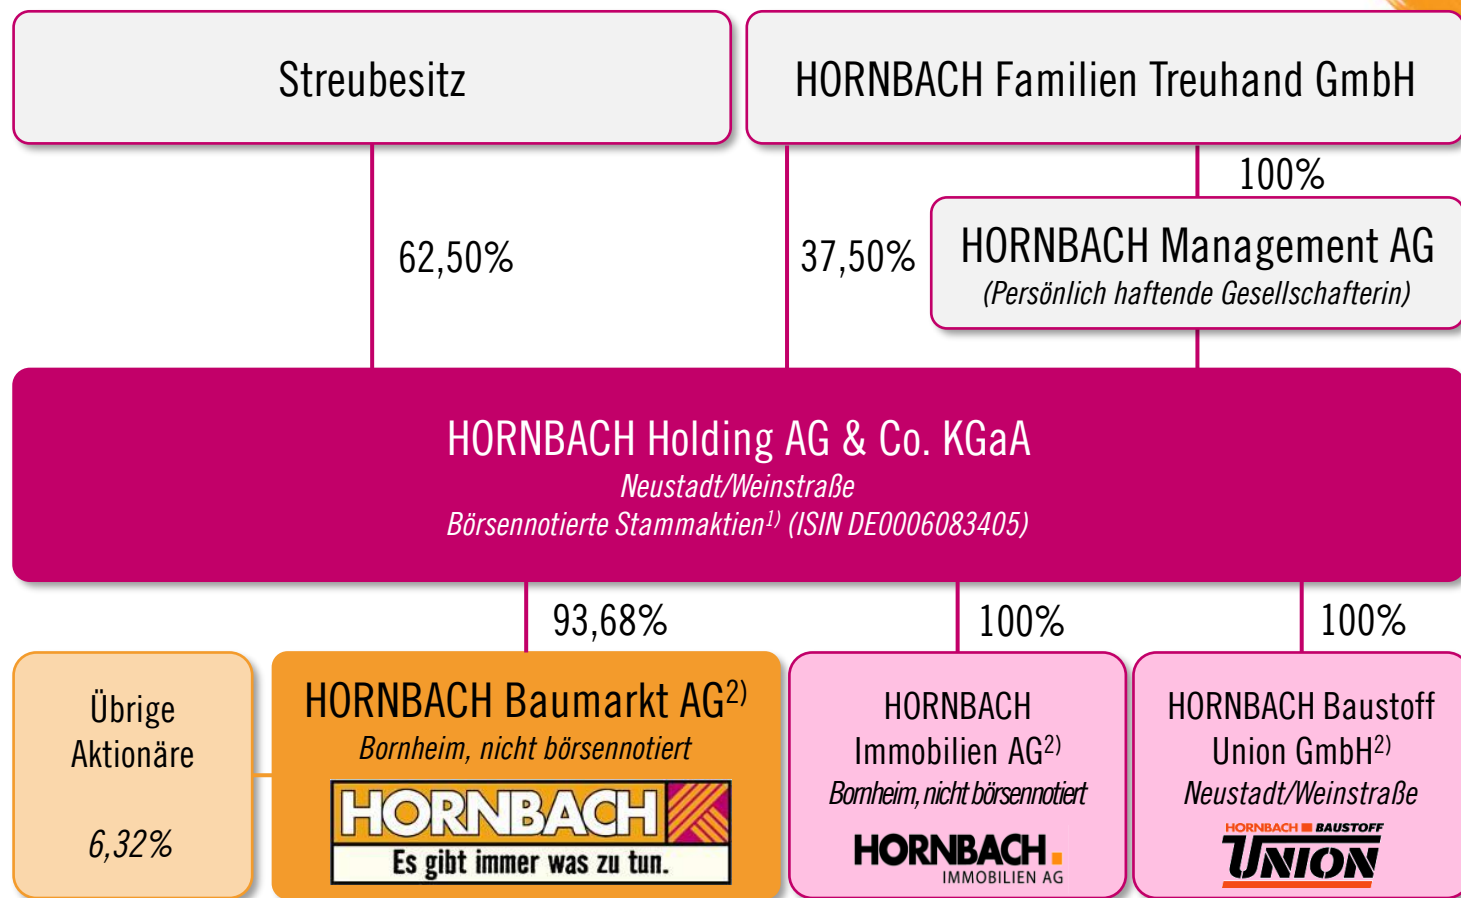 Streubesitz
HORNBACH Familien Treuhand GmbH
100%
62,50%
37,50%
HORNBACH Management AG
(Persönlich haftende Gesellschafterin)
HORNBACH Holding AG & Co. KGaA
Neustadt/Weinstraße
Börsennotierte Stammaktien1) (ISIN DE0006083405)
93,68%
100%
100%
Übrige
Aktionäre
6,32%
HORNBACH Baumarkt AG2)
Bornheim, nicht börsennotiert
HORNBACH
Es gibt immer was zu tun.
HORNBACH
Immobilien AG2)
Bornheim, nicht börsennotiert
HORNBACH
IMMOBILIEN AG
HORNBACH Baustoff
Union GmbH2)
Neustadt/Weinstraße
HORNBACH BAUSTOFF
UNION